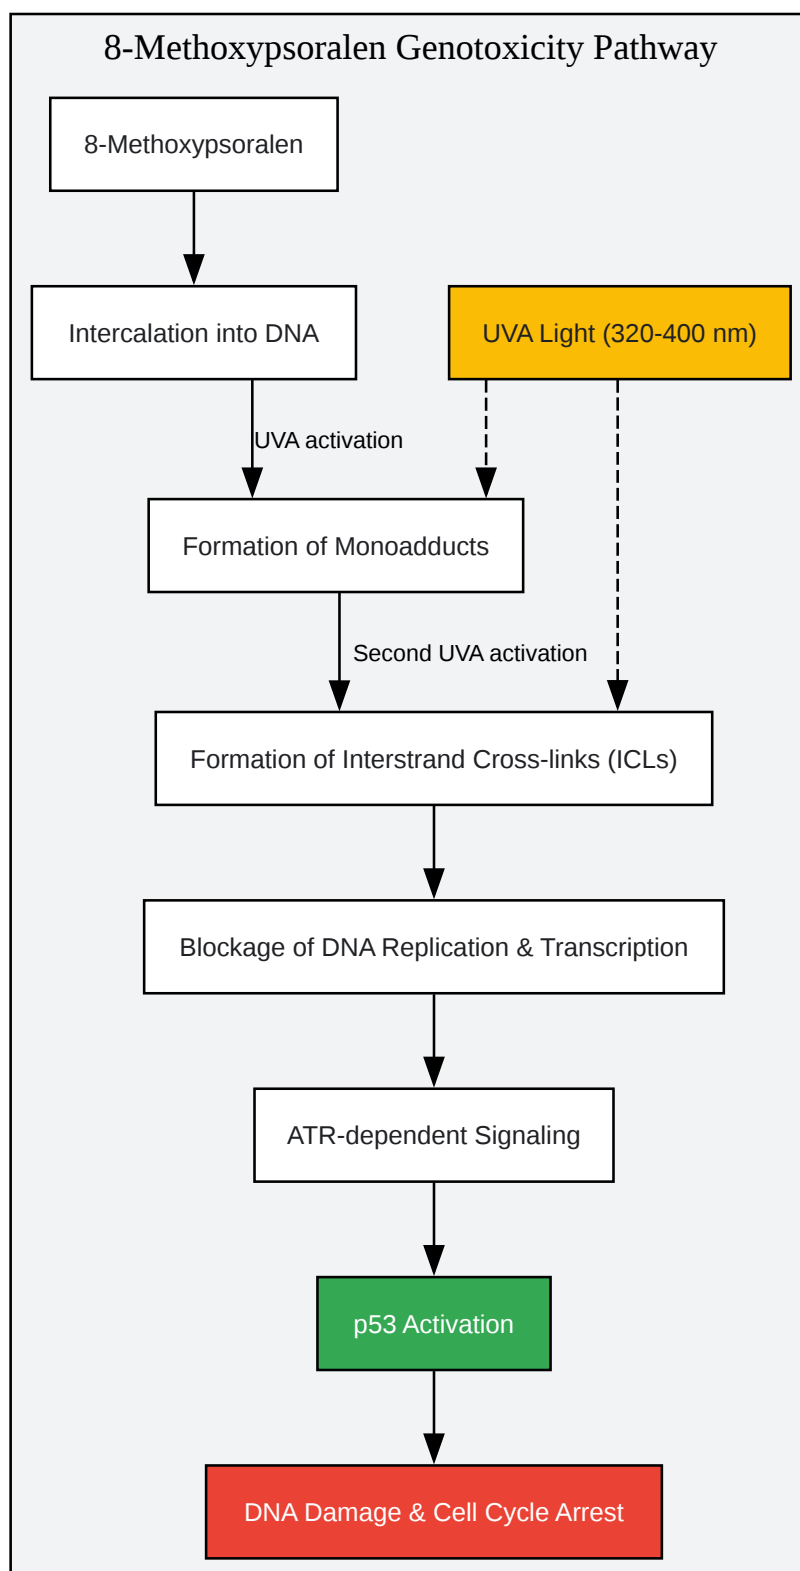 8-Methoxypsoralen Genotoxicity Pathway
8-Methoxypsoralen
Intercalation into DNA
UVA Light (320-400 nm)
UVA activation
Formation of Monoadducts
Second UVA activation
Formation of Interstrand Cross-links (ICLs)
Blockage of DNA Replication & Transcription
ATR-dependent Signaling
p53 Activation
DNA Damage & Cell Cycle Arrest